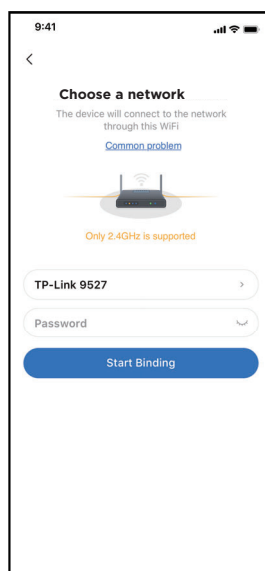 9:41
Choose a network
The device will connect to the network
through this WiFi
Common problem
Only 2.4GHz is supported
TP-Link 9527
Password
Start Binding